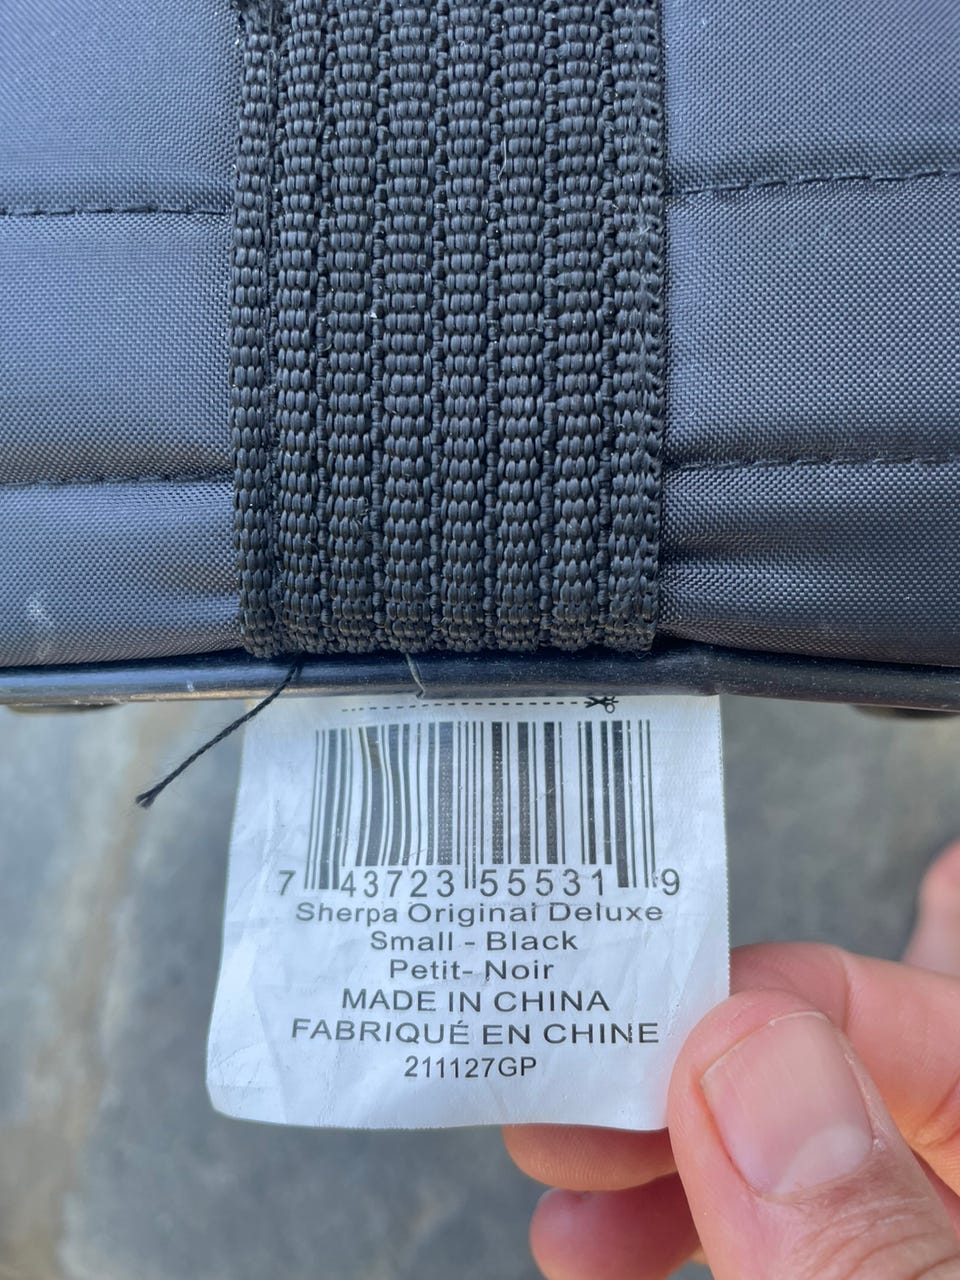 7 43723 55531 9
Sherpa Original Deluxe
Small - Black
Petit- Noir
MADE IN CHINA
FABRIQUÉ EN CHINE
211127GP